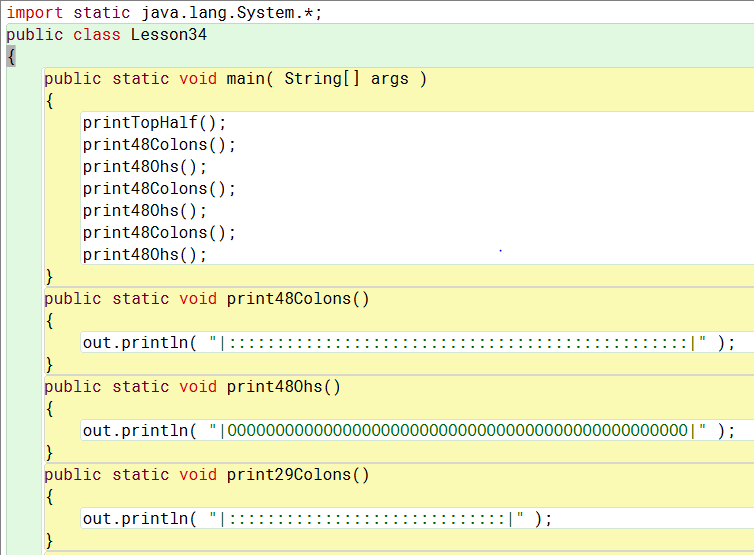 import static java.lang.System.*;
public class Lesson34
{
public static void main( String[] args )
{
printTopHalf();
print48Colons();
print48Ohs();
print48Colons();
print48Ohs();
print48Colons();
print48Ohs();
}
public static void print48Colons()
{
out.println( "|::::::::::::::::::::::::::::::::::::::::::::::::|" );
}
public static void print48Ohs()
{
out.println( "|OOOOOOOOOOOOOOOOOOOOOOOOOOOOOOOOOOOOOOOOOOOOOOOO|" );
}
public static void print29Colons()
{
out.println( "|:::::::::::::::::::::::::::::|" );
}